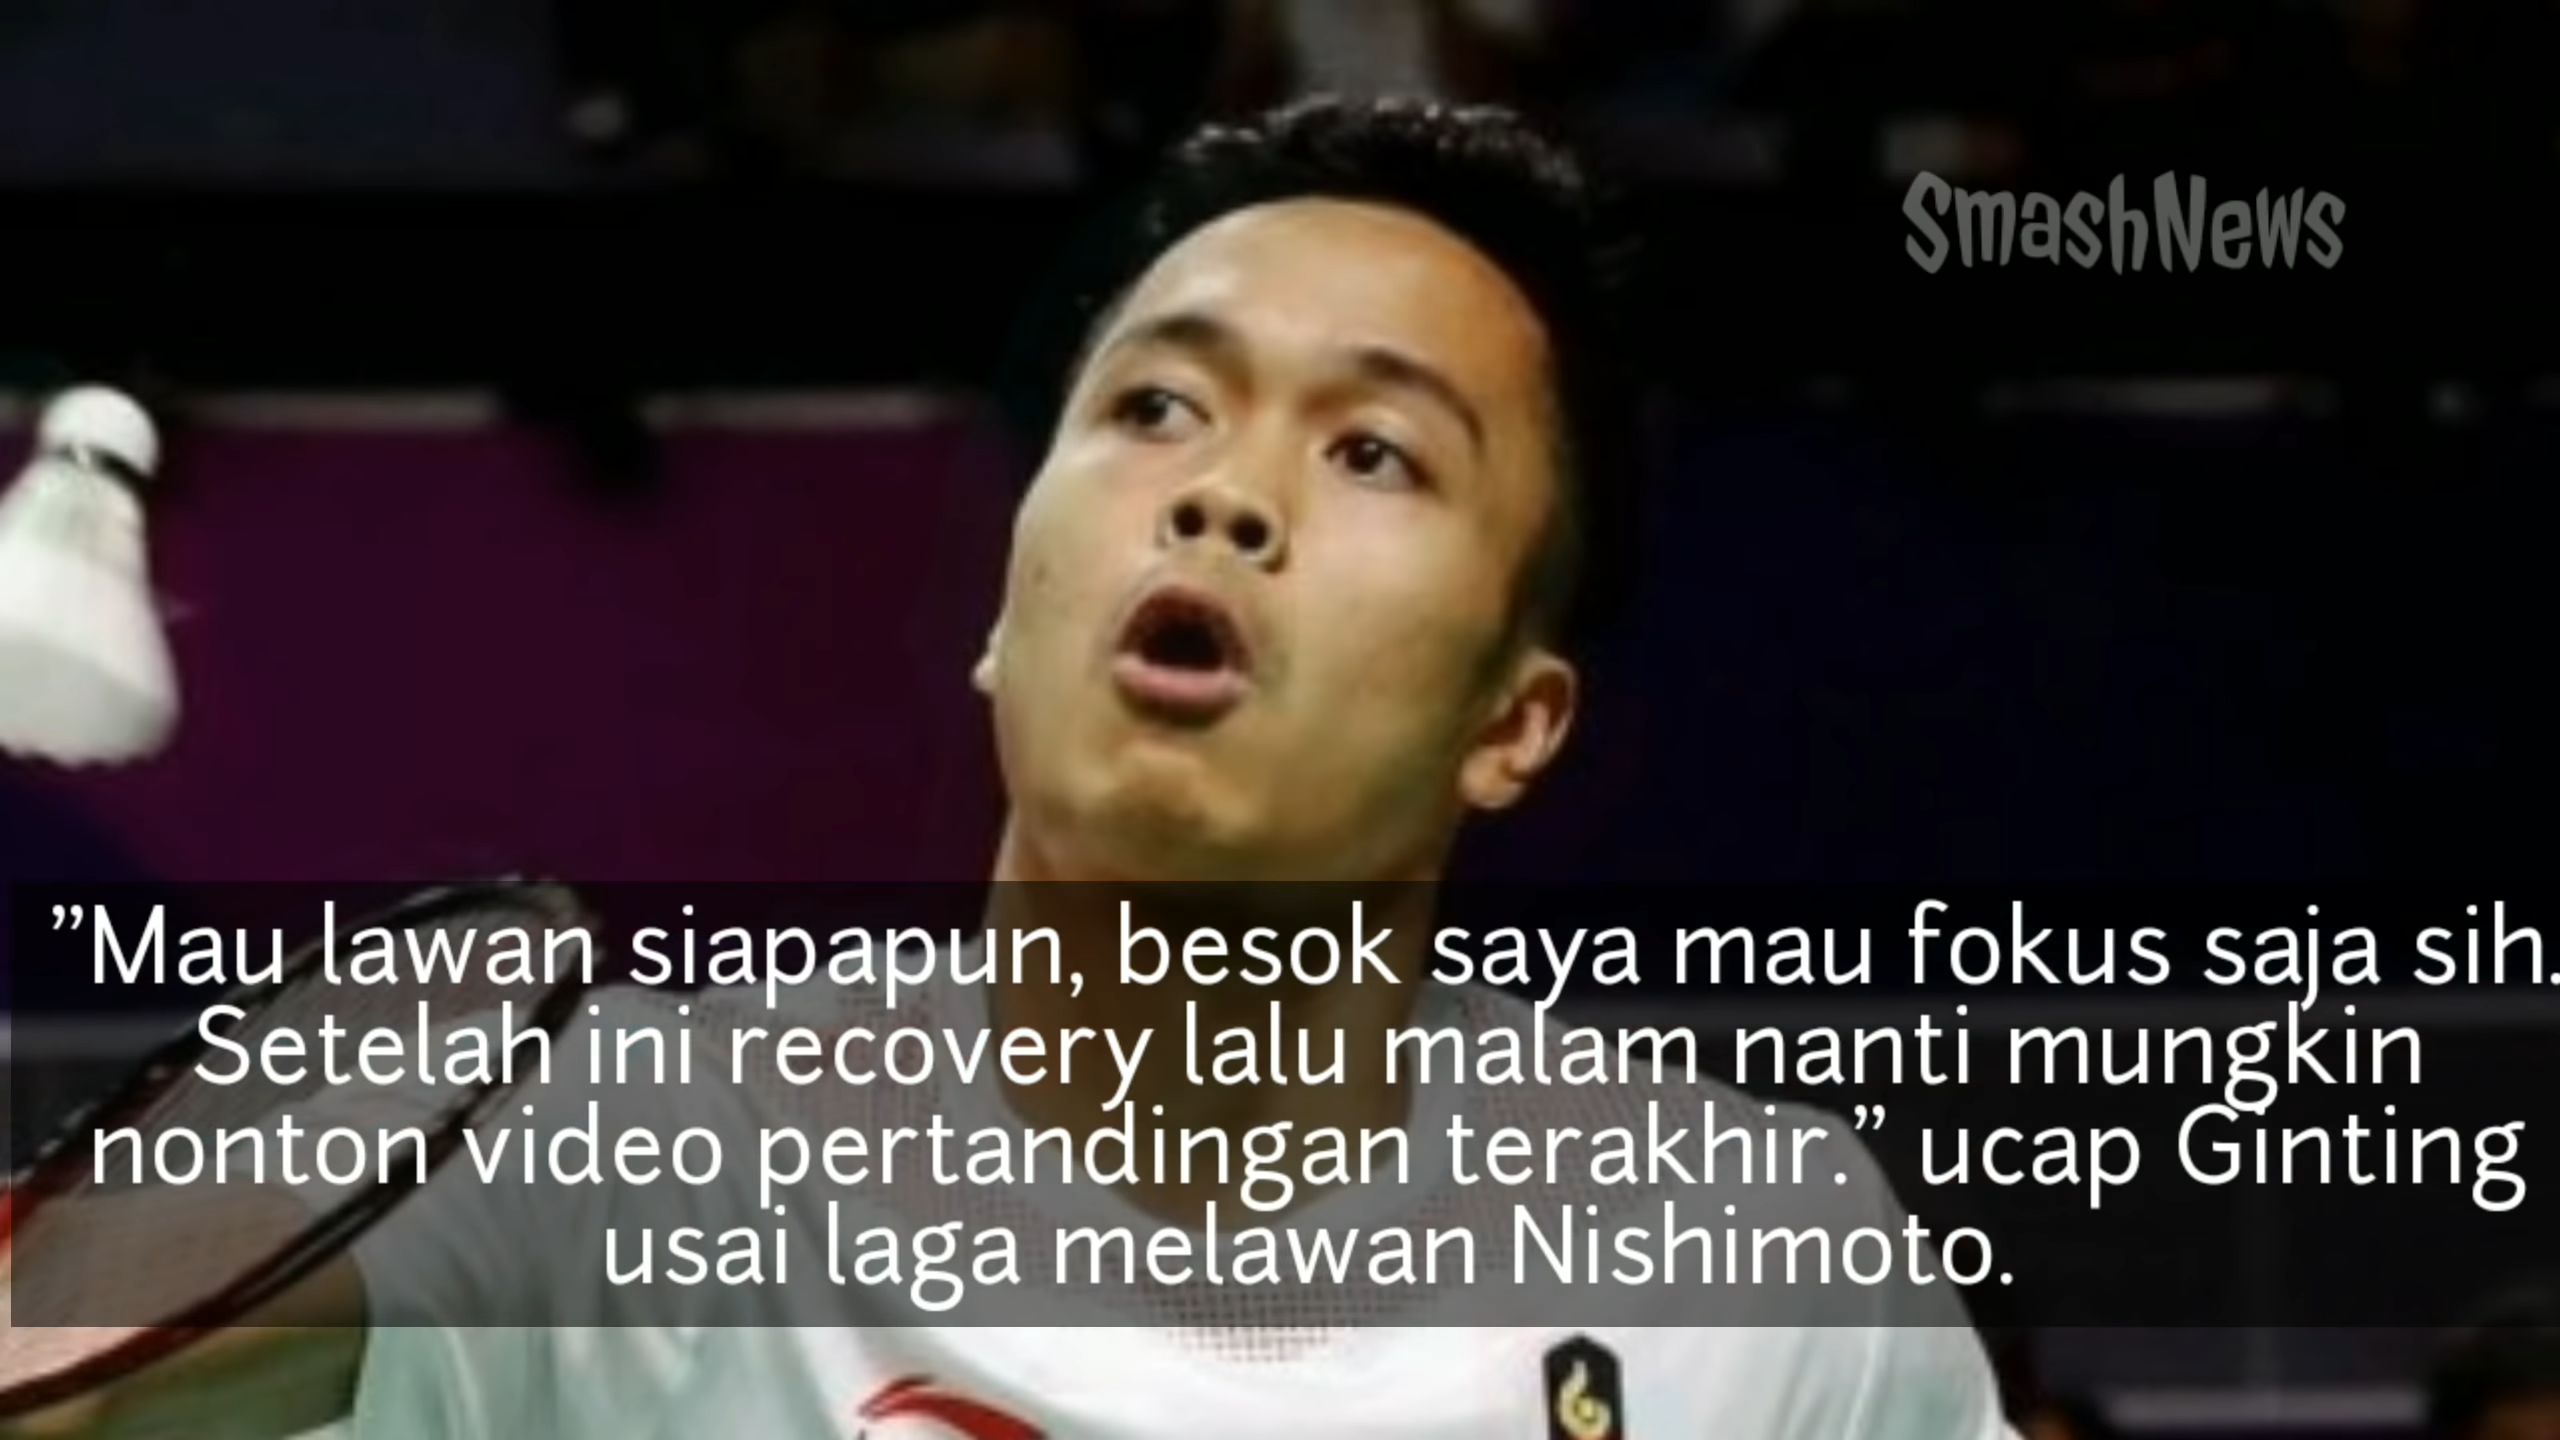 SmashNews
”Mau lawan siapapun, besok saya mau fokus saja sih.
Setelah ini recovery lalu malam nanti mungkin
nonton video pertandingan terakhir.” ucap Ginting
usai laga melawan Nishimoto.